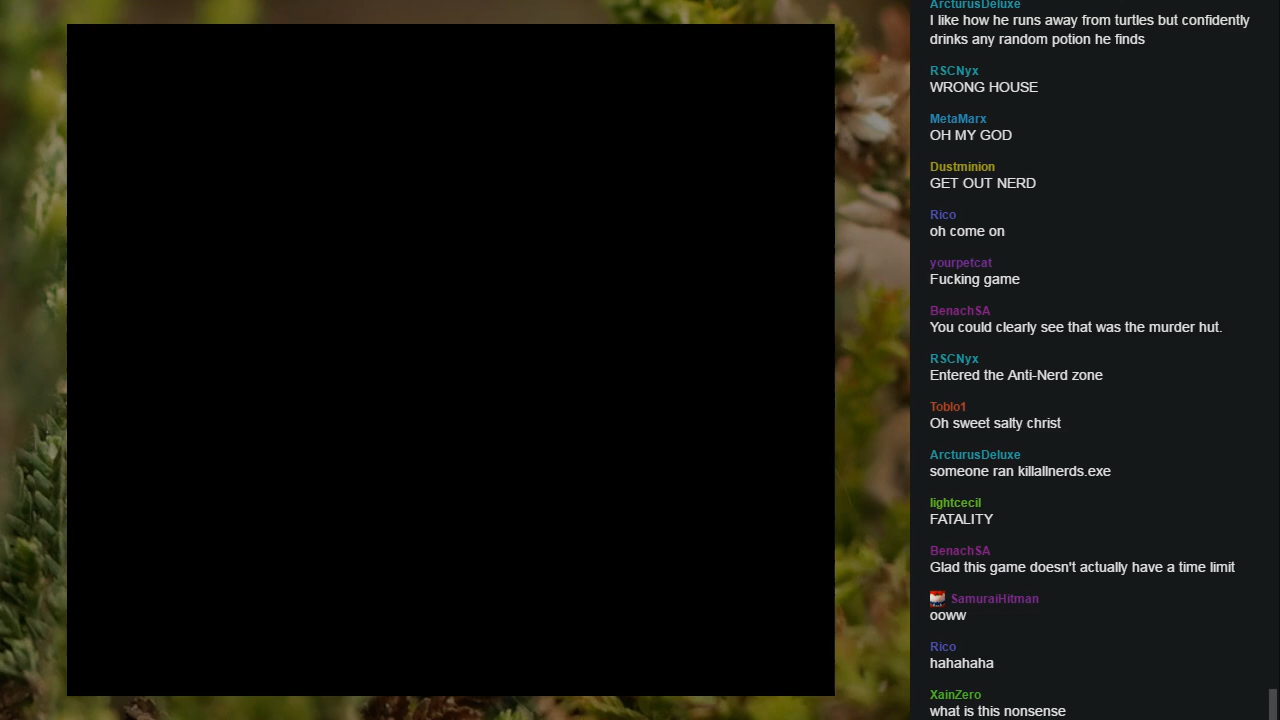 ArcturusDeluxe
I like how he runs away from turtles but confidently
drinks any random potion he finds
RSCNyx
WRONG HOUSE
MetaMarx
OH MY GOD
Dustminion
GET OUT NERD
Rico
oh come on
yourpetcat
Fucking game
BenachSA
You could clearly see that was the murder hut.
RSCNyx
Entered the Anti-Nerd zone
Toblo1
Oh sweet salty christ
ArcturusDeluxe
someone ran killallnerds.exe
lightcecil
FATALITY
BenachSA
Glad this game doesn't actually have a time limit
SamuraiHitman
ooww
Rico
hahahaha
XainZero
what is this nonsense